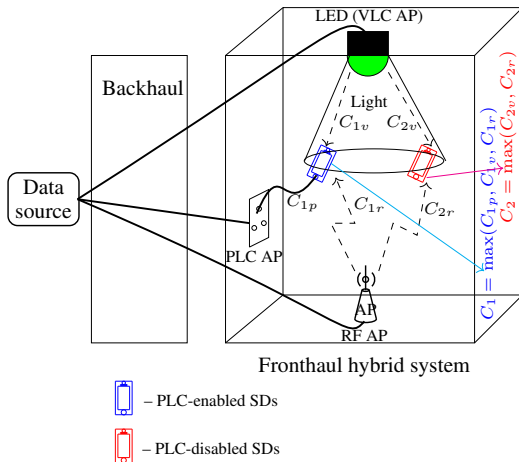 LED (VLC AP)
Backhaul
Light
C_{1v}
C_{2v}
Data
source
C_{1p}
C_{1r}
C_{2r}
PLC AP
AP
RF AP
C_1 = max(C_{1p}, C_{1v}, C_{1r})
C_2 = max(C_{2v}, C_{2r})
Fronthaul hybrid system
– PLC-enabled SDs
– PLC-disabled SDs